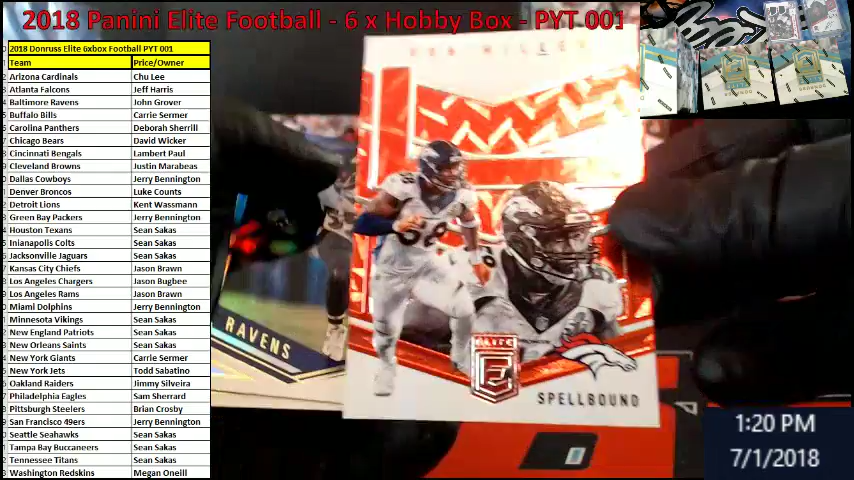 2018 Panini Elite Football - 6 x Hobby Box - PYT 001
2018 Donruss Elite 6xbox Football PYT 001
Team Price/Owner
Arizona Cardinals Chu Lee
Atlanta Falcons Jeff Harris
Baltimore Ravens John Grover
Buffalo Bills Carrie Sermer
Carolina Panthers Deborah Sherrill
Chicago Bears David Wicker
Cincinnati Bengals Lambert Paul
Cleveland Browns Justin Marabeas
Dallas Cowboys Jerry Bennington
Denver Broncos Luke Counts
Detroit Lions Kent Wassmann
Green Bay Packers Jerry Bennington
Houston Texans Sean Sakas
Inianapolis Colts Sean Sakas
Jacksonville Jaguars Sean Sakas
Kansas City Chiefs Jason Brawn
Los Angeles Chargers Jason Bugbee
Los Angeles Rams Jason Brawn
Miami Dolphins Jerry Bennington
Minnesota Vikings Sean Sakas
New England Patriots Sean Sakas
New Orleans Saints Sean Sakas
New York Giants Carrie Sermer
New York Jets Todd Sabatino
Oakland Raiders Jimmy Silveira
Philadelphia Eagles Sam Sherrard
Pittsburgh Steelers Brian Crosby
San Francisco 49ers Jerry Bennington
Seattle Seahawks Sean Sakas
Tampa Bay Buccaneers Sean Sakas
Tennessee Titans Sean Sakas
Washington Redskins Megan Oneill
VON MILLER
58
RAVENS
ELITE
E
SPELLBOUND
1:20 PM
7/1/2018